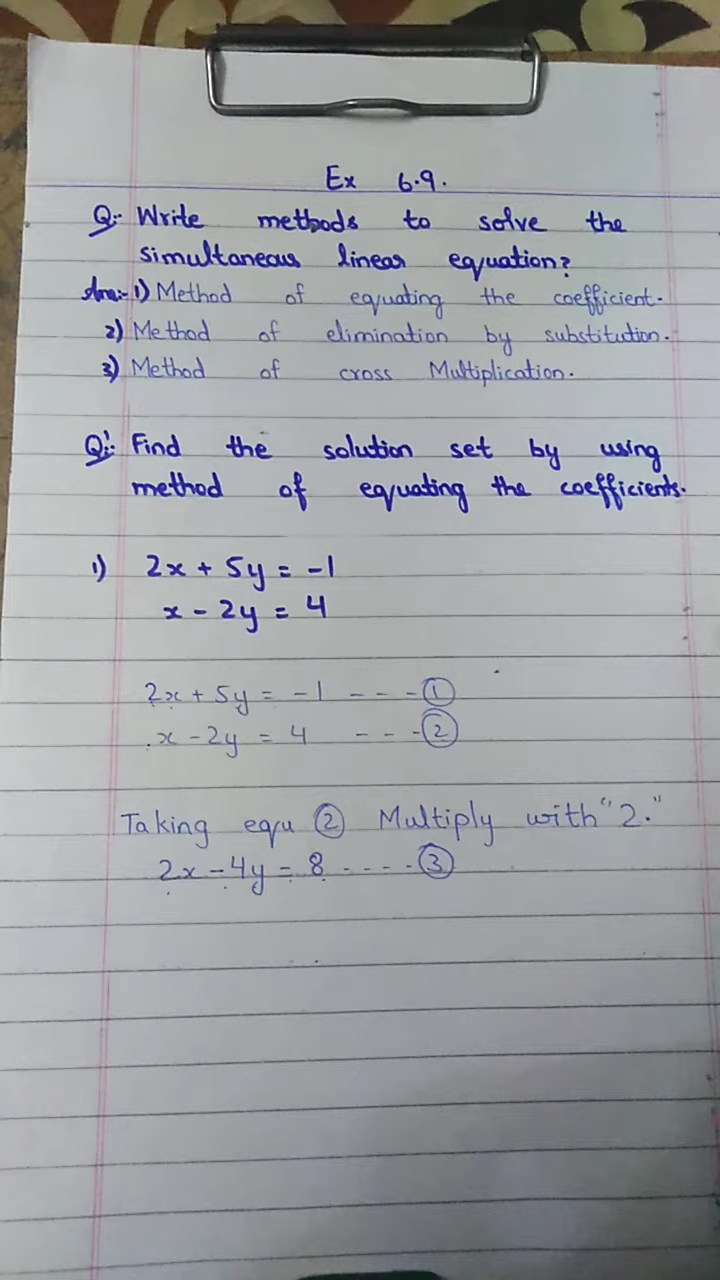 Ex 6.9.
Q:- Write methods to solve the
simultaneous linear equation?
Ans:- 1) Method of equating the coefficient.
2) Method of elimination by substitution.
3) Method of cross Multiplication.
Q1:- Find the solution set by using
method of equating the coefficients.
1) 2x + 5y = -1
x - 2y = 4
2x + 5y = -1 - - - ①
x - 2y = 4 - - - ②
Taking equ ② Multiply with "2."
2x - 4y = 8 - - - - ③